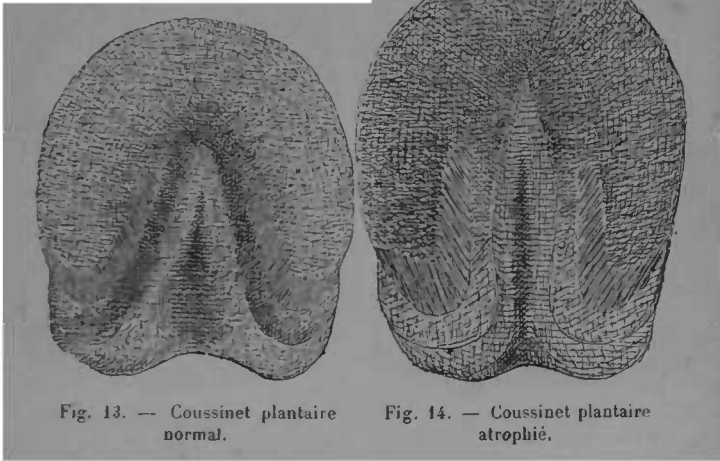 Fig. 13. — Coussinet plantaire
normal.
Fig. 14. — Coussinet plantaire
atrophié.